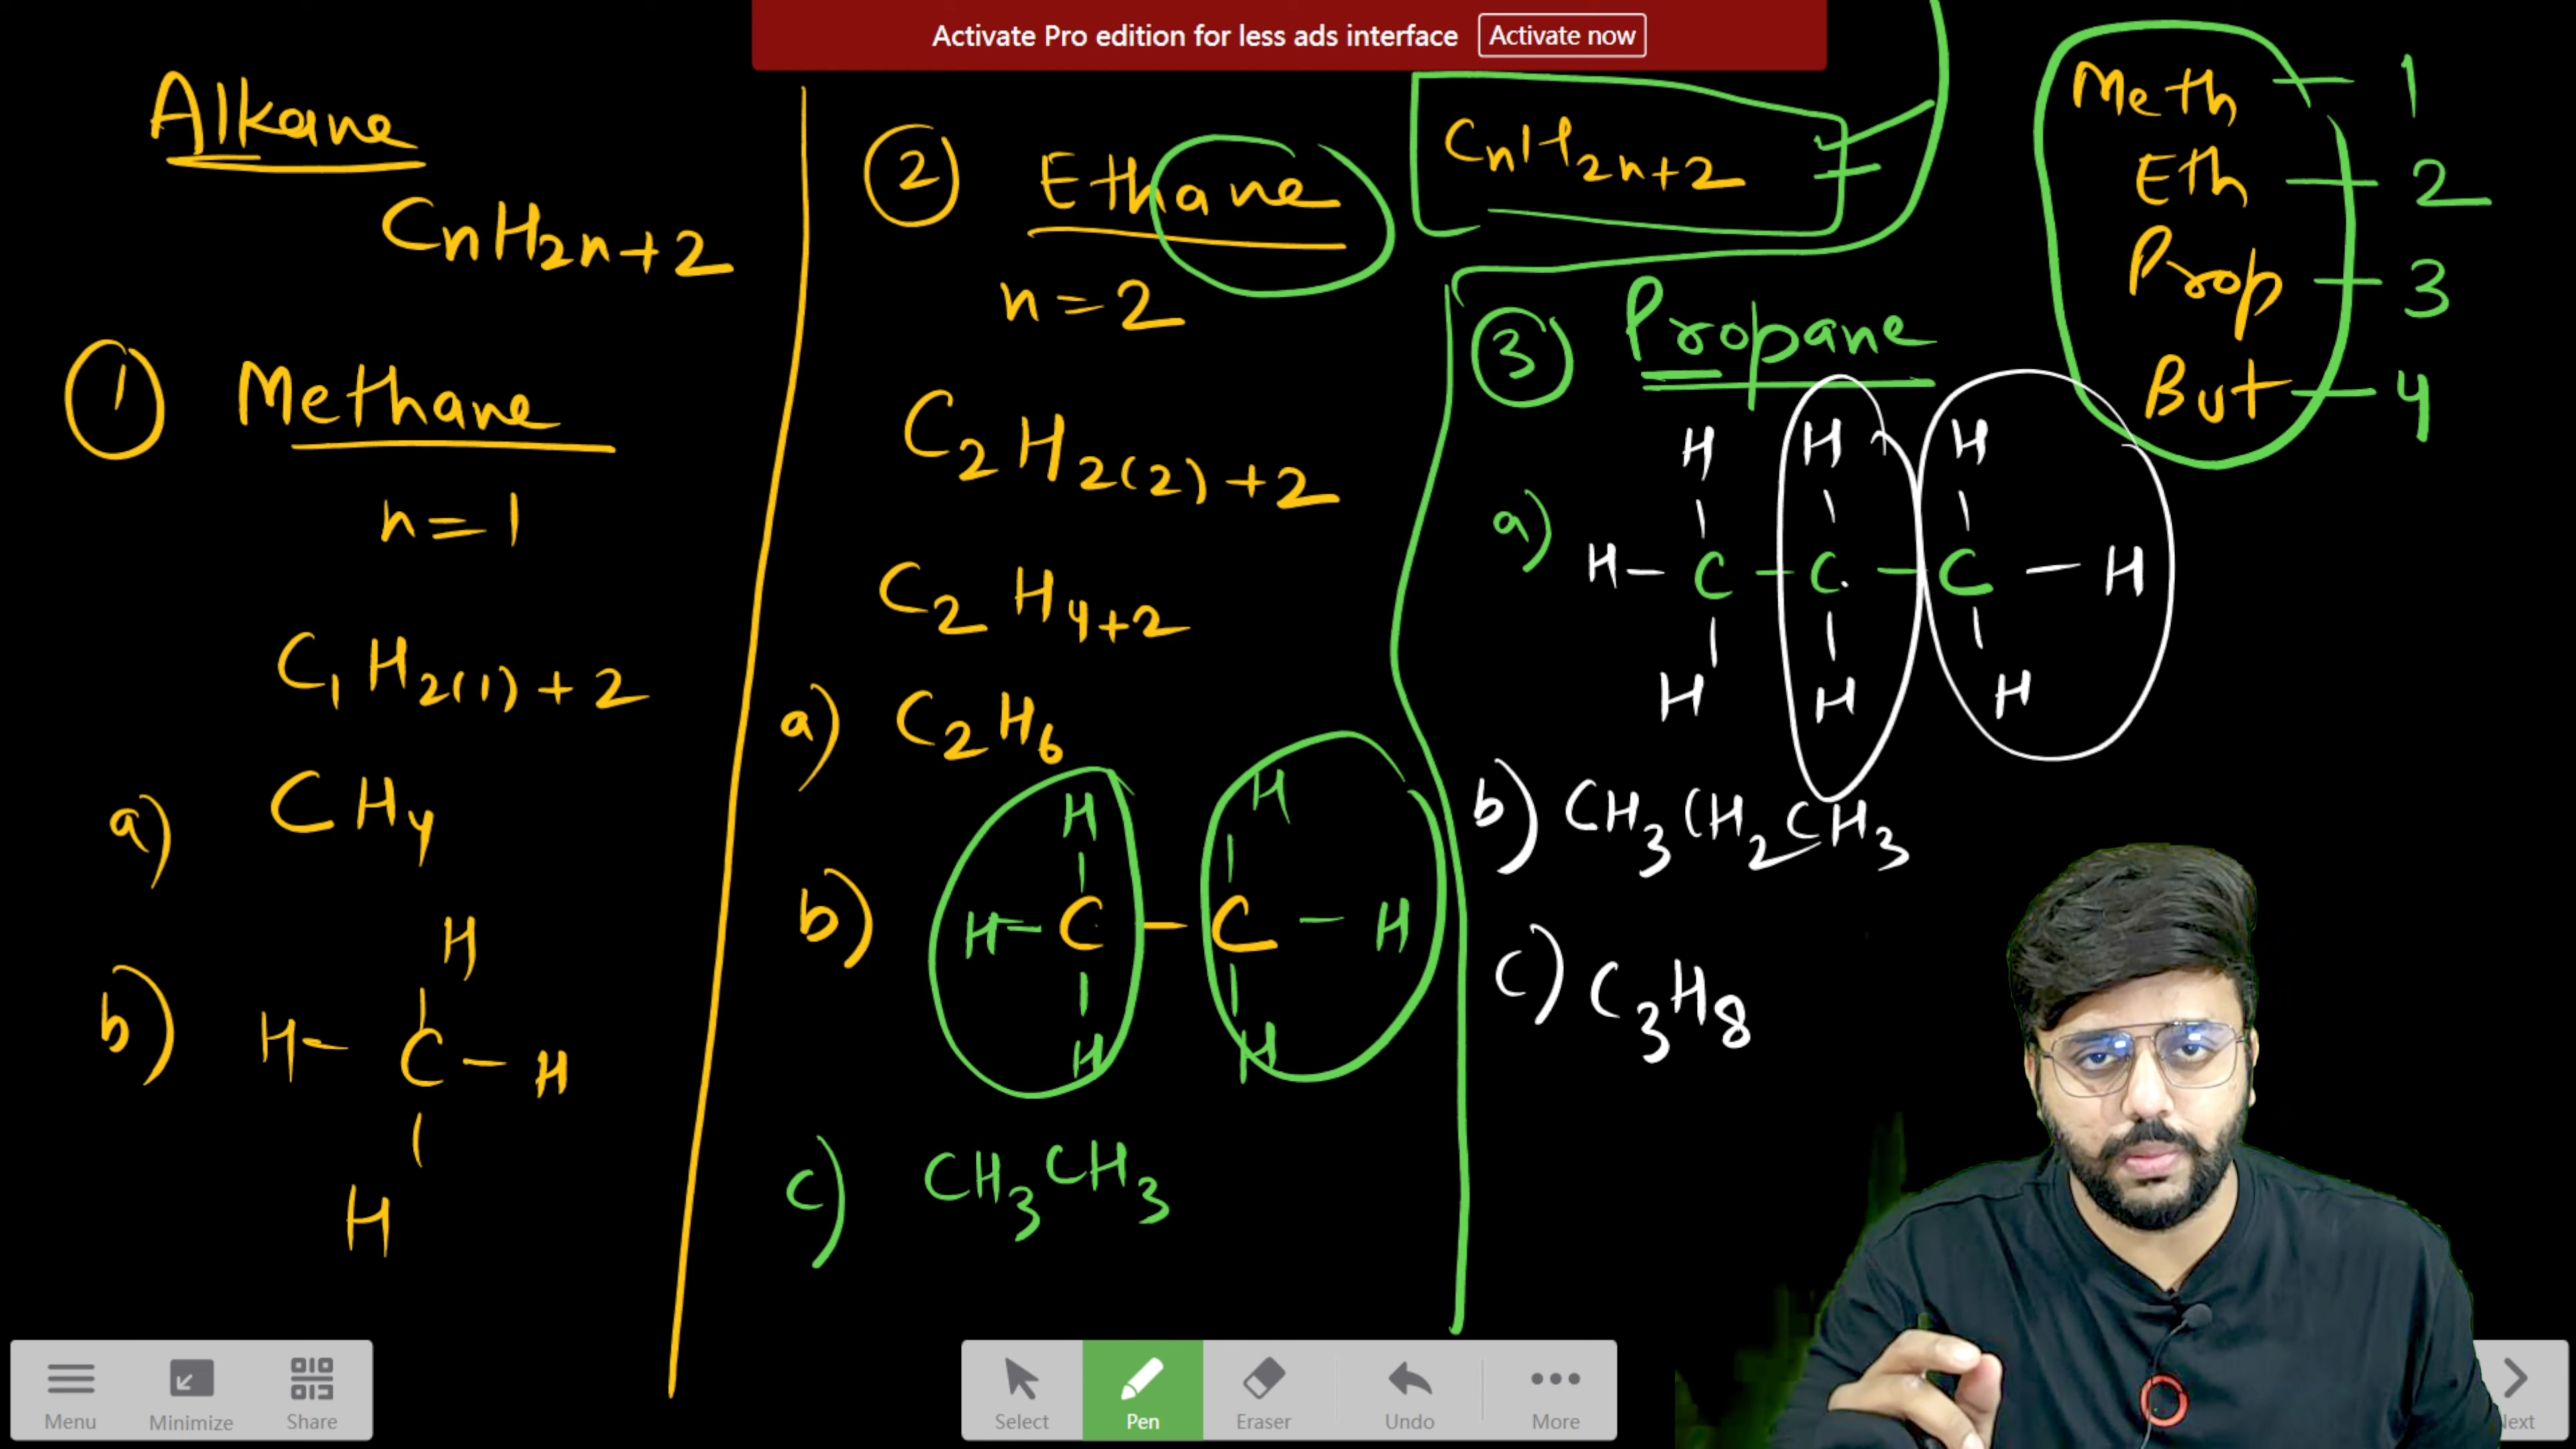 Activate Pro edition for less ads interface Activate now
Alkane
CnH2n+2
① Methane
n=1
C1H2(1)+2
a) CH4
b)
H
H- C - H
H
② Ethane
n=2
C2H2(2)+2
C2H4+2
a) C2H6
b)
H H
H- C - C - H
H H
c) CH3CH3
CnH2n+2
Meth - 1
Eth - 2
Prop - 3
But - 4
③ Propane
a)
H H H
H- C - C - C - H
H H H
b) CH3CH2CH3
c) C3H8
Menu Minimize Share
Select Pen Eraser Undo More